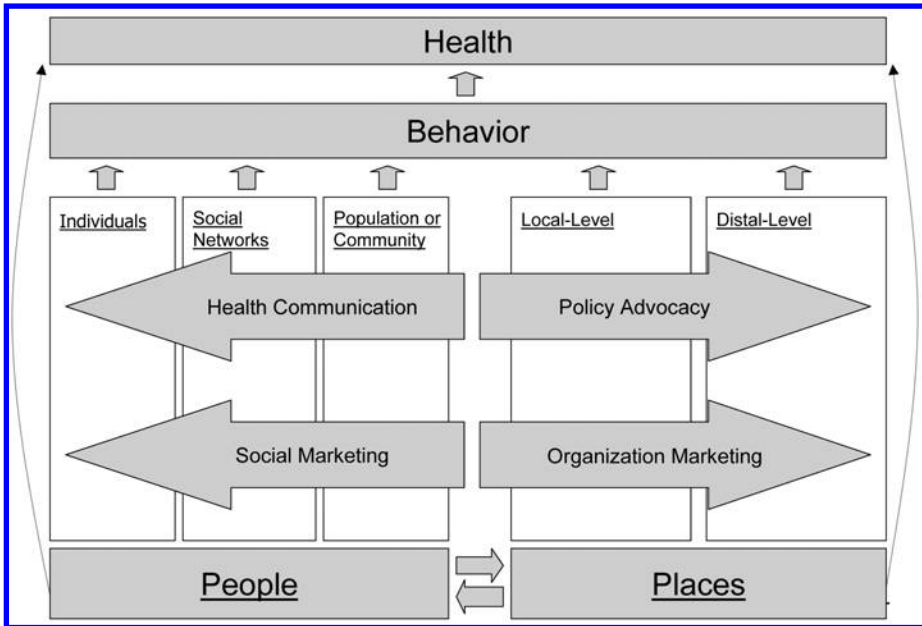 Health
Behavior
Individuals
Social
Networks
Population or
Community
Local-Level
Distal-Level
Health Communication
Policy Advocacy
Social Marketing
Organization Marketing
People
Places